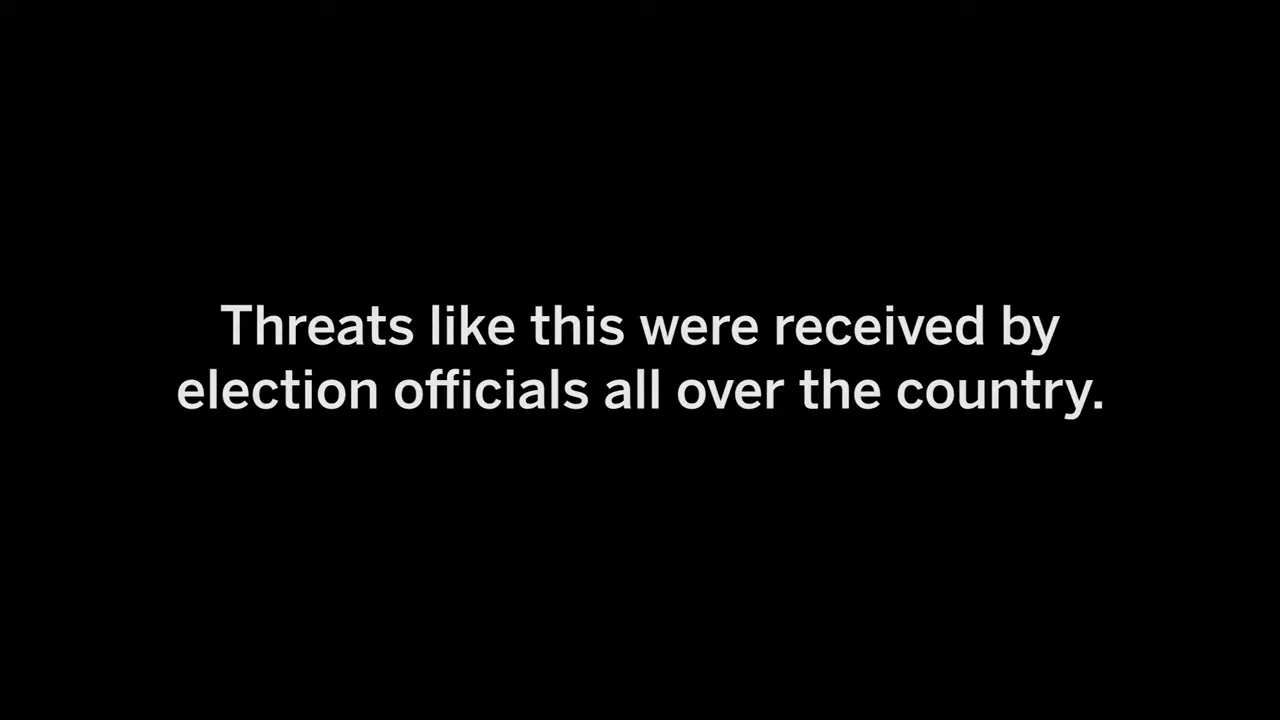 Threats like this were received by
election officials all over the country.